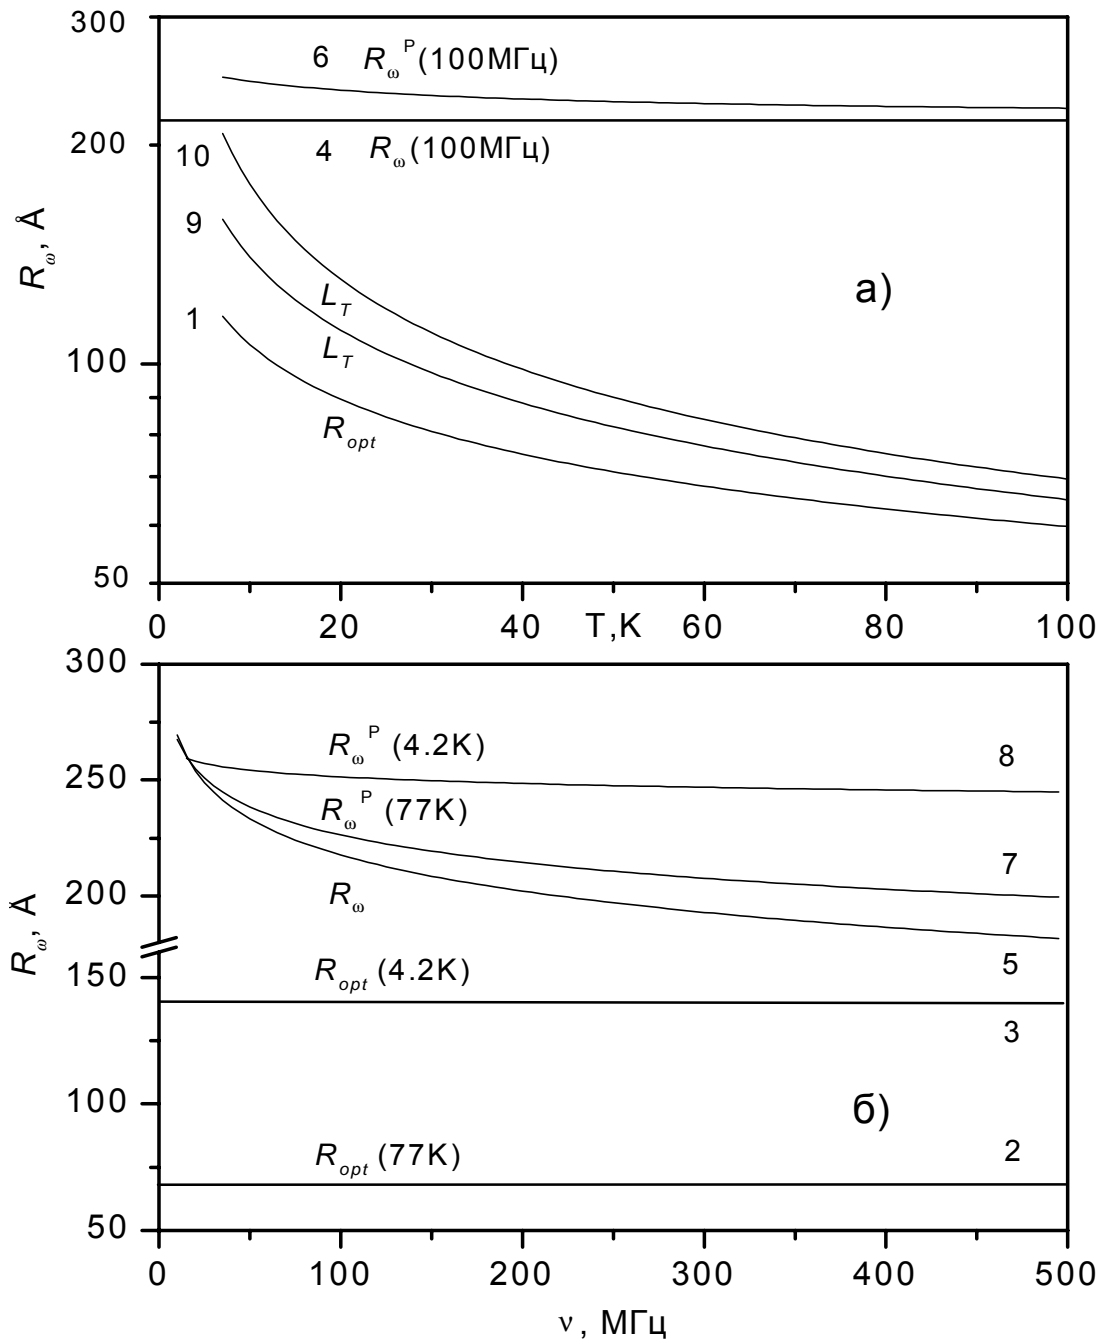 300
6 R_ω^P (100МГц)
200
4 R_ω (100МГц)
10
9
R_ω, Å
а)
L_T
1
L_T
100
R_opt
50
0 20 40 T,K 60 80 100
300
R_ω^P (4.2K) 8
250
R_ω^P (77K) 7
200
R_ω
R_ω, Å
5
150
R_opt (4.2K)
3
100
б)
R_opt (77K) 2
50
0 100 200 300 400 500
ν, МГц